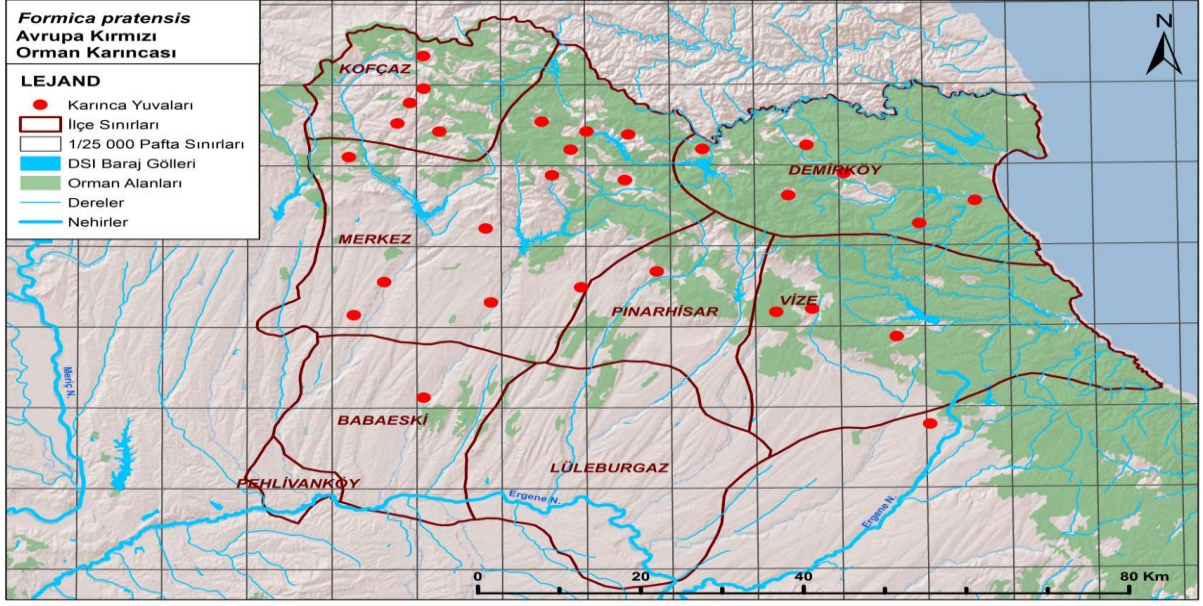 Formica pratensis
Avrupa Kırmızı
Orman Karıncası
LEJAND
Karınca Yuvaları
İlçe Sınırları
1/25 000 Pafta Sınırları
DSI Baraj Gölleri
Orman Alanları
Dereler
Nehirler
N
KOFÇAZ
DEMİRKÖY
MERKEZ
PINARHİSAR
VİZE
Meriç N.
BABAESKİ
LÜLEBURGAZ
PEHLİVANKÖY
Ergene N.
Ergene N.
0 20 40 80 Km